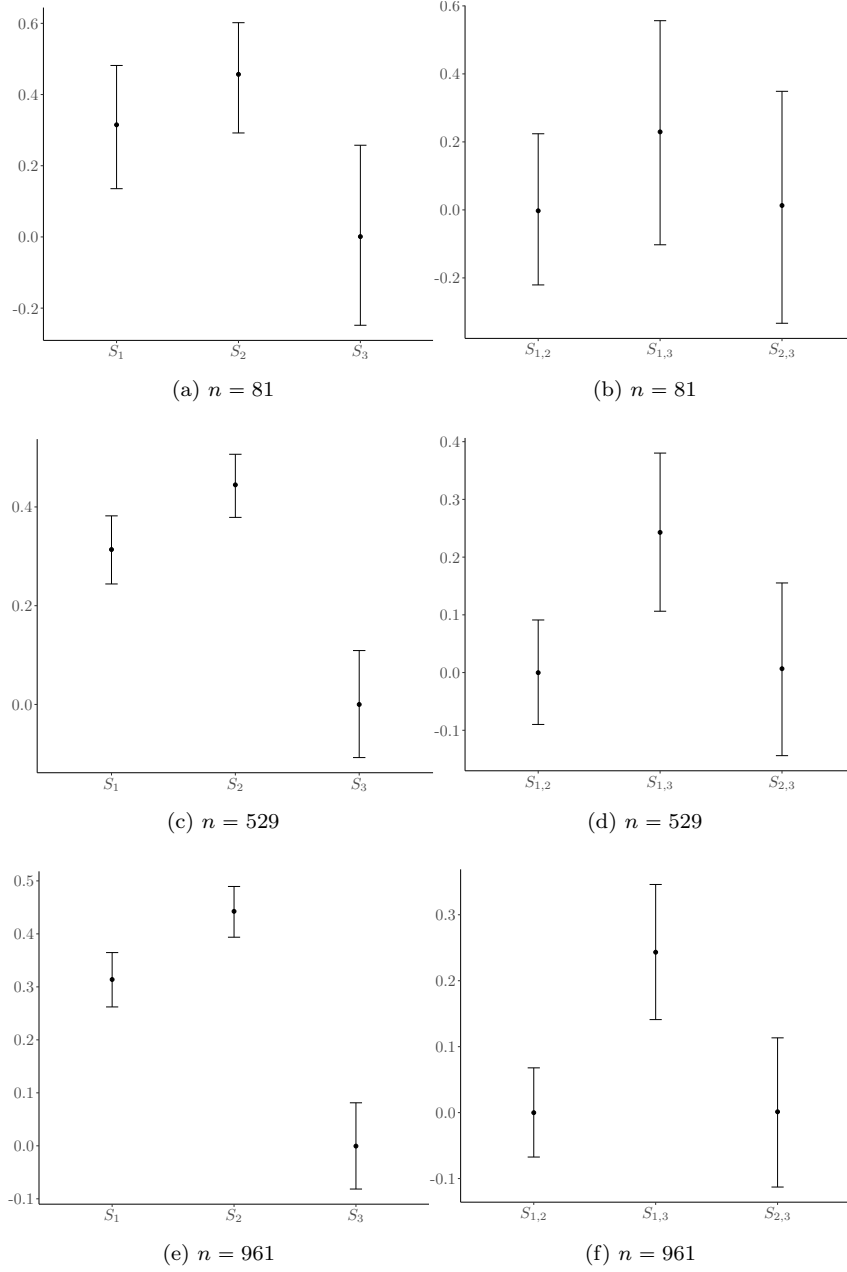 0.6
0.4
0.2
0.0
-0.2
S1 S2 S3
(a) n = 81
0.6
0.4
0.2
0.0
-0.2
S1,2 S1,3 S2,3
(b) n = 81
0.4
0.2
0.0
S1 S2 S3
(c) n = 529
0.4
0.3
0.2
0.1
0.0
-0.1
S1,2 S1,3 S2,3
(d) n = 529
0.5
0.4
0.3
0.2
0.1
0.0
-0.1
S1 S2 S3
(e) n = 961
0.3
0.2
0.1
0.0
-0.1
S1,2 S1,3 S2,3
(f) n = 961